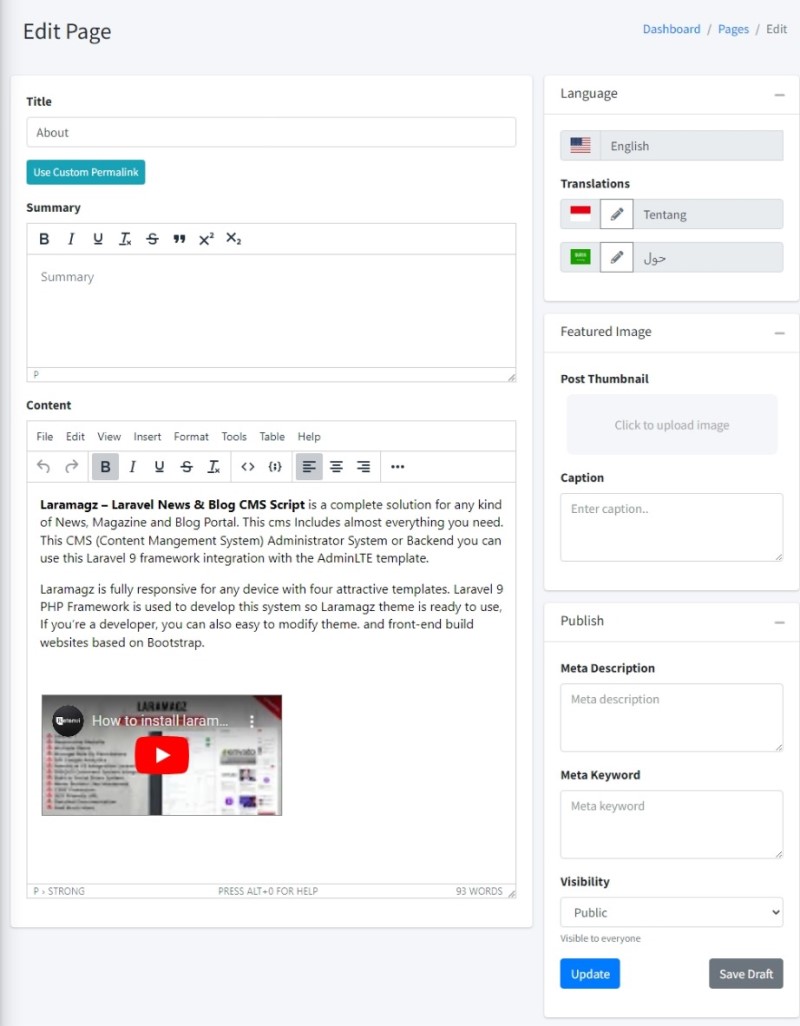 Edit Page
Dashboard / Pages / Edit
Title
About
Use Custom Permalink
Summary
B I U Tx S X² X₂
Summary
P
Content
File Edit View Insert Format Tools Table Help
B I U S Tx <> {;} ...
Laramagz – Laravel News & Blog CMS Script is a complete solution for any kind
of News, Magazine and Blog Portal. This cms Includes almost everything you need.
This CMS (Content Mangement System) Administrator System or Backend you can
use this Laravel 9 framework integration with the AdminLTE template.
Laramagz is fully responsive for any device with four attractive templates. Laravel 9
PHP Framework is used to develop this system so Laramagz theme is ready to use,
If you're a developer, you can also easy to modify theme. and front-end build
websites based on Bootstrap.
LARAMAGZ
How to install laram...
P › STRONG
PRESS ALT+0 FOR HELP
93 WORDS
Language
English
Translations
Tentang
حول
Featured Image
Post Thumbnail
Click to upload image
Caption
Enter caption..
Publish
Meta Description
Meta description
Meta Keyword
Meta keyword
Visibility
Public
Visible to everyone
Update
Save Draft